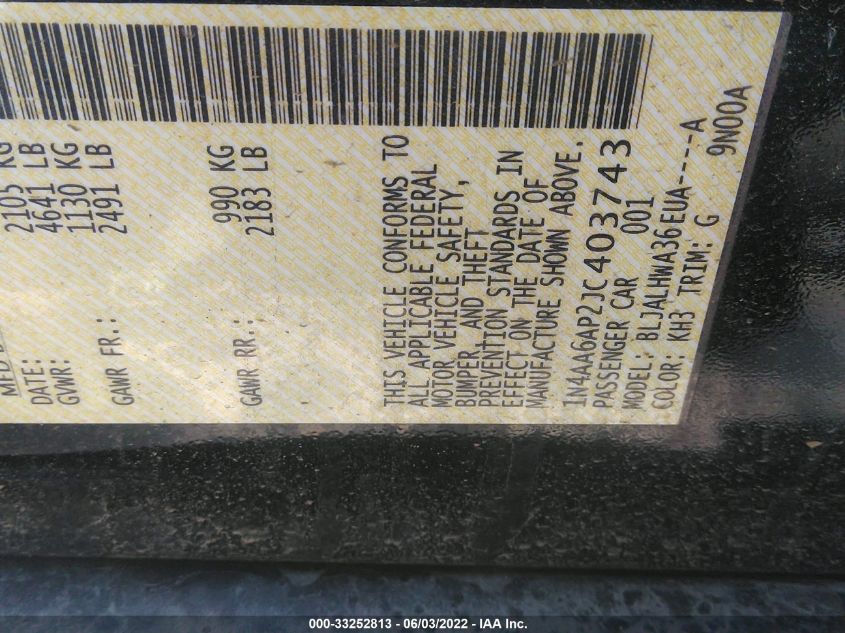 MFD
DATE:
GVWR: 2105 KG
4641 LB
GAWR FR.: 1130 KG
2491 LB
GAWR RR.: 990 KG
2183 LB
THIS VEHICLE CONFORMS TO
ALL APPLICABLE FEDERAL
MOTOR VEHICLE SAFETY,
BUMPER, AND THEFT
PREVENTION STANDARDS IN
EFFECT ON THE DATE OF
MANUFACTURE SHOWN ABOVE.
1N4AA6AP2JC403743
PASSENGER CAR 001
MODEL: BLJALHWA36EUA----A
COLOR: KH3 TRIM: G 9N00A
000-33252813 - 06/03/2022 - IAA Inc.